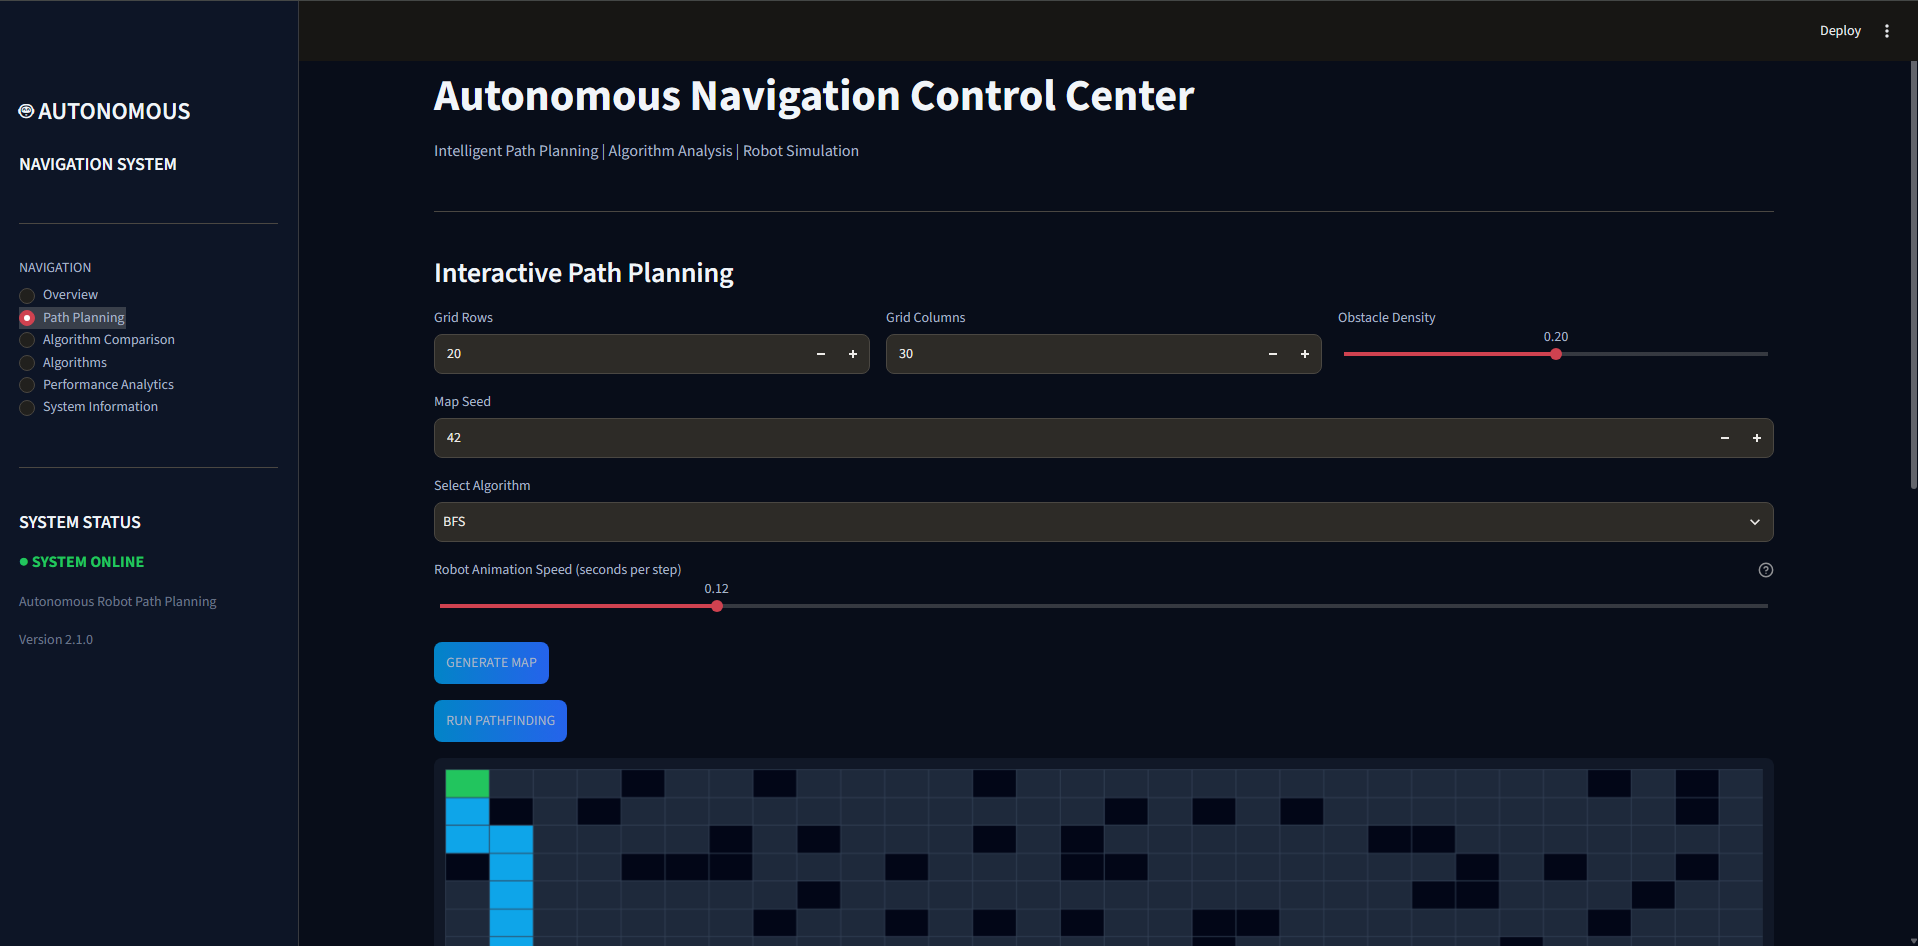 Deploy
AUTONOMOUS
NAVIGATION SYSTEM
NAVIGATION
Overview
Path Planning
Algorithm Comparison
Algorithms
Performance Analytics
System Information
SYSTEM STATUS
SYSTEM ONLINE
Autonomous Robot Path Planning
Version 2.1.0
Autonomous Navigation Control Center
Intelligent Path Planning | Algorithm Analysis | Robot Simulation
Interactive Path Planning
Grid Rows
20
Grid Columns
30
Obstacle Density
0.20
Map Seed
42
Select Algorithm
BFS
Robot Animation Speed (seconds per step)
0.12
GENERATE MAP
RUN PATHFINDING